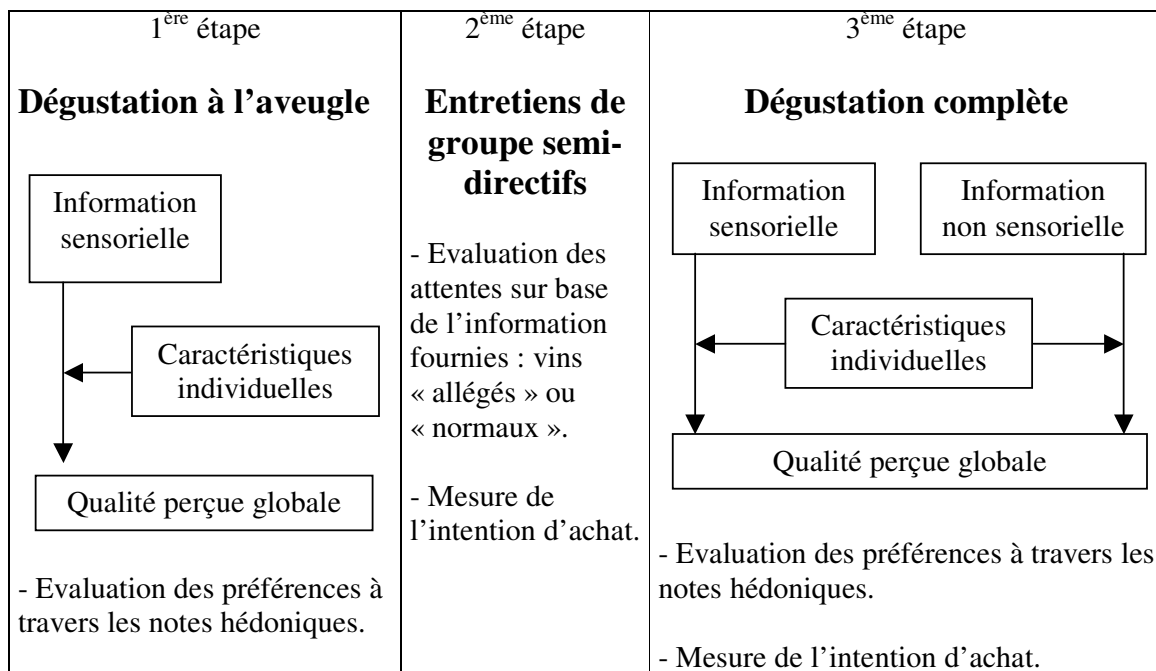 1ère étape
Dégustation à l’aveugle
Information
sensorielle
Caractéristiques
individuelles
Qualité perçue globale
- Evaluation des préférences à
travers les notes hédoniques.
2ème étape
Entretiens de
groupe semi-
directifs
- Evaluation des
attentes sur base
de l’information
fournies : vins
« allégés » ou
« normaux ».
- Mesure de
l’intention d’achat.
3ème étape
Dégustation complète
Information
sensorielle
Information
non sensorielle
Caractéristiques
individuelles
Qualité perçue globale
- Evaluation des préférences à travers les
notes hédoniques.
- Mesure de l’intention d’achat.